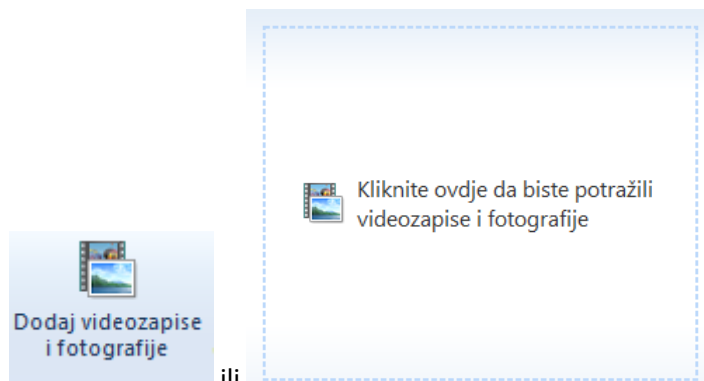 Kliknite ovdje da biste potražili
videozapise i fotografije
Dodaj videozapise
i fotografije
ili